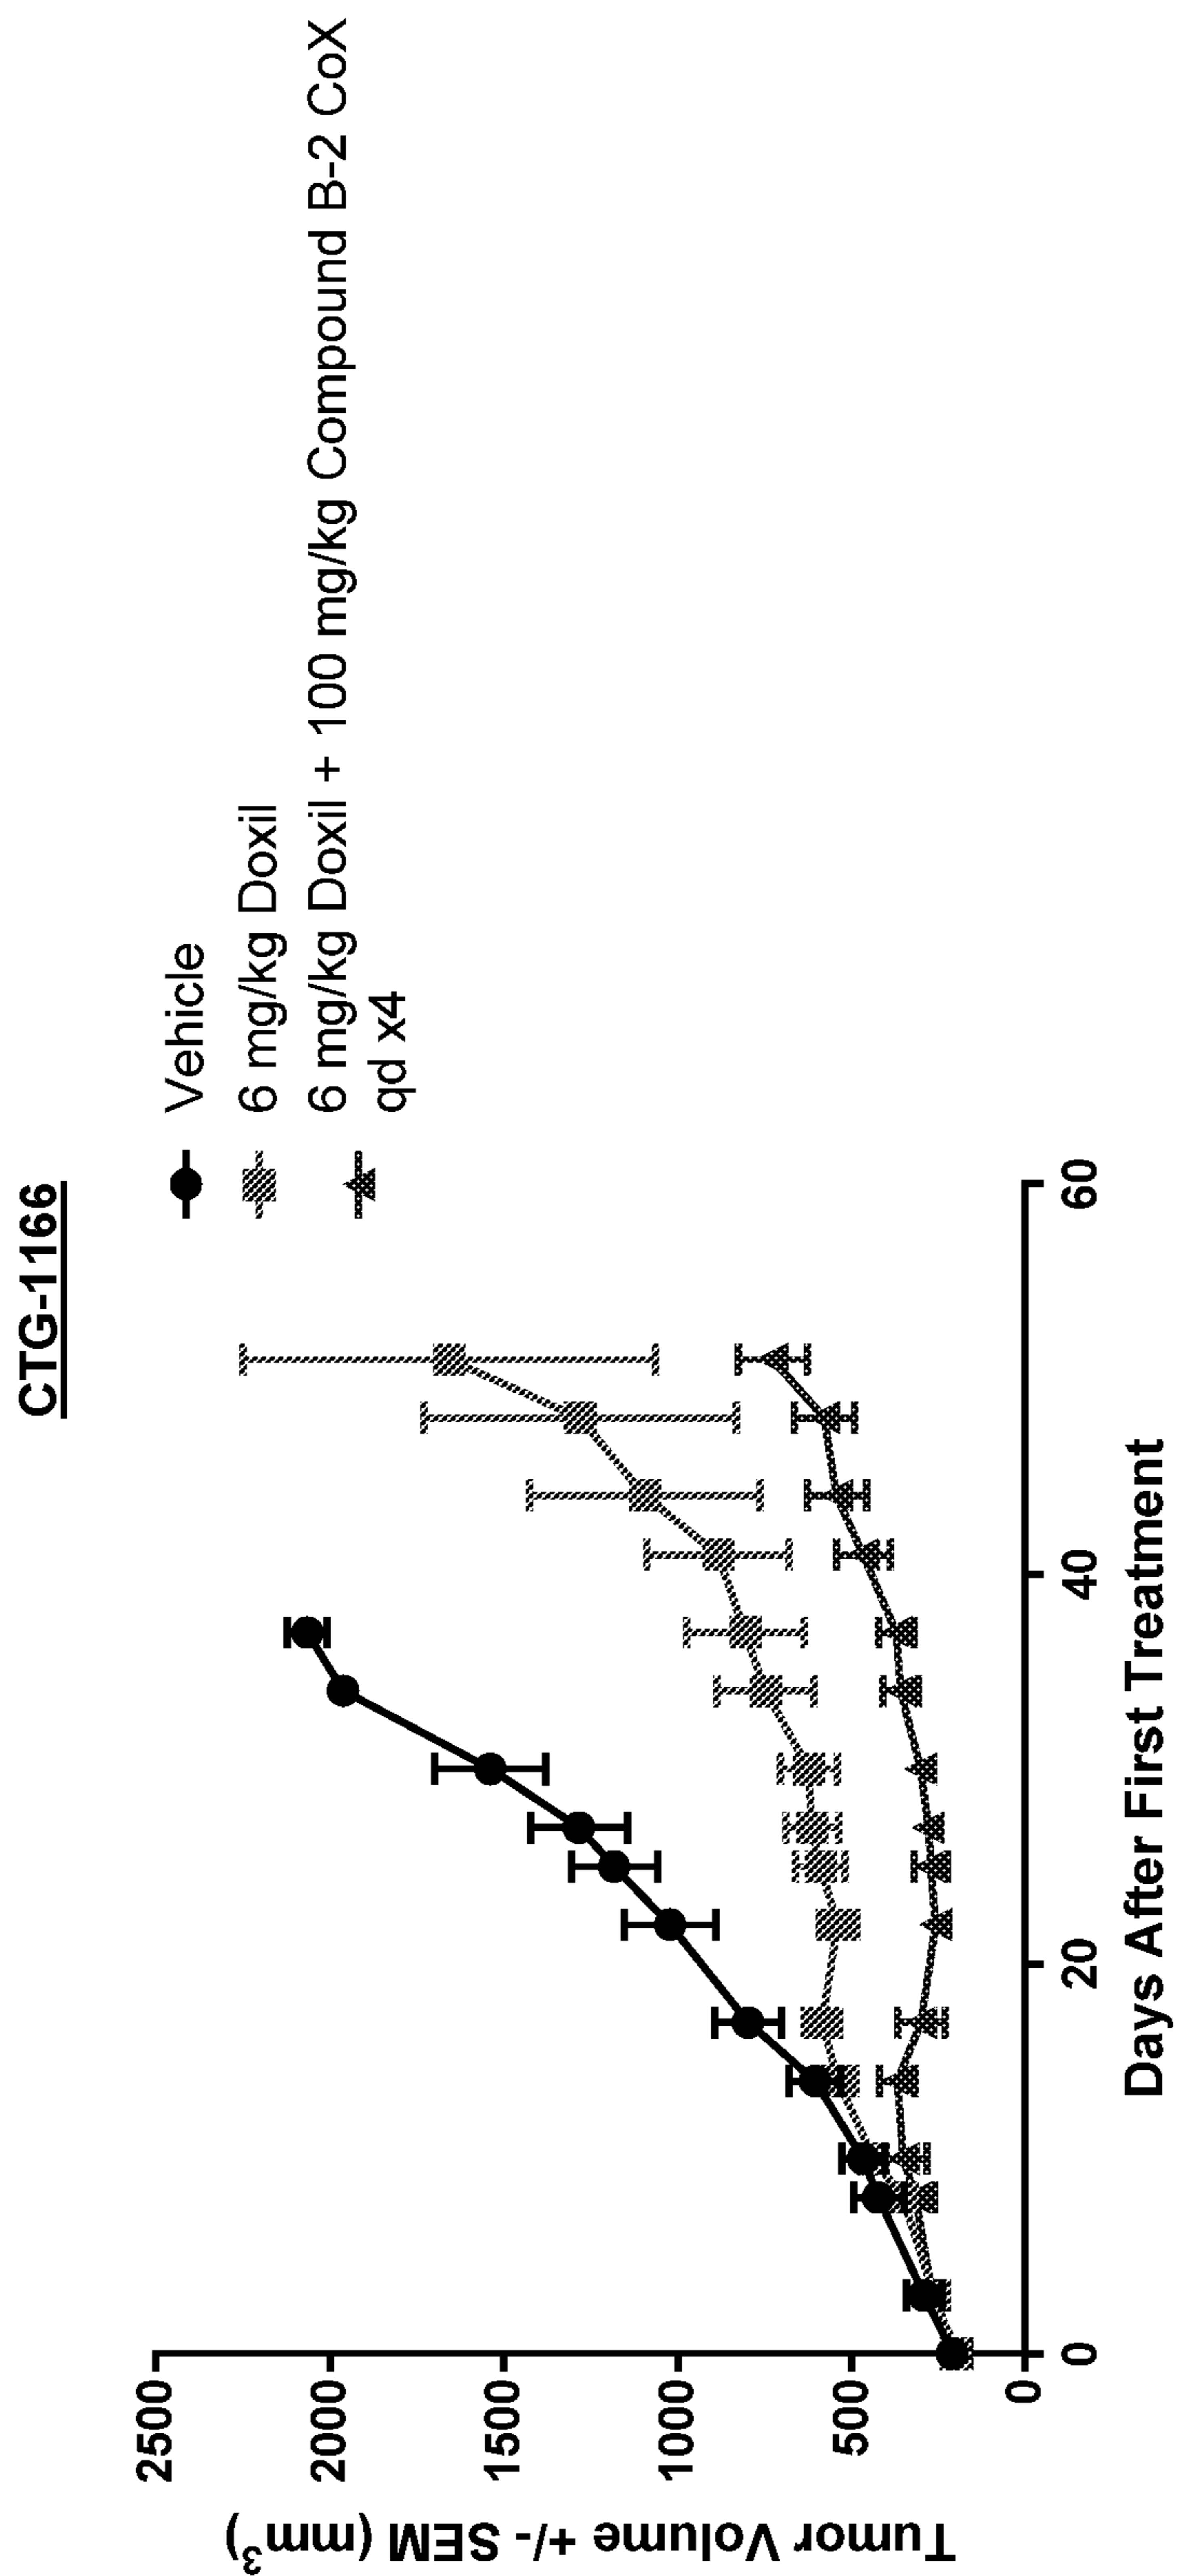 CTG-1166
Vehicle
6 mg/kg Doxil
6 mg/kg Doxil + 100 mg/kg Compound B-2 CoX
qd x4
Tumor Volume +/- SEM (mm³)
2500
2000
1500
1000
500
0
0
20
40
60
Days After First Treatment